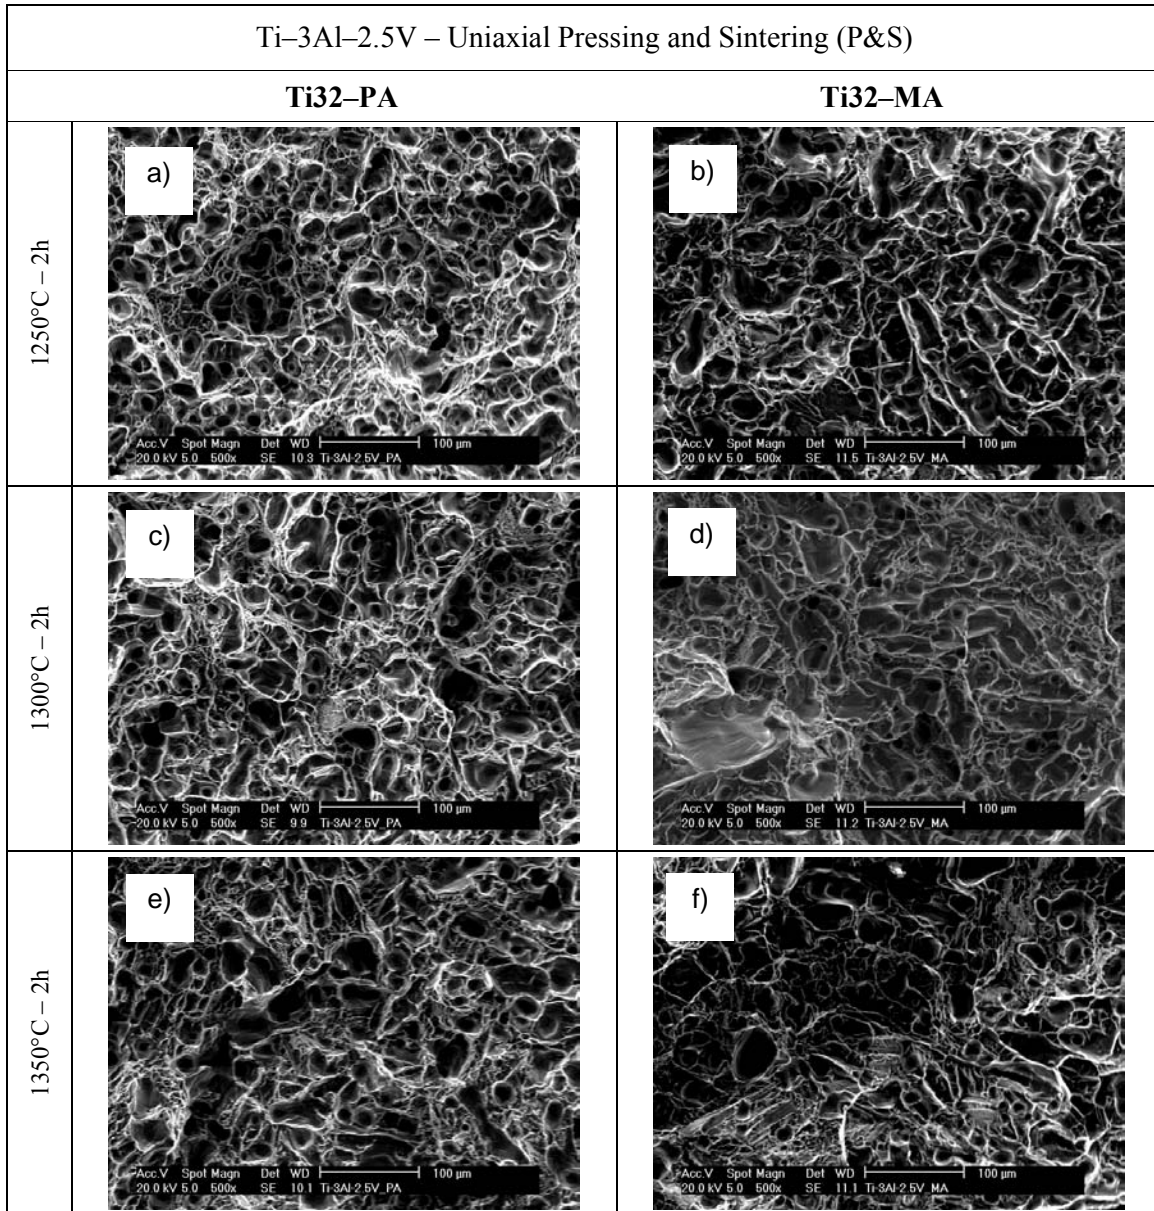 Ti–3Al–2.5V – Uniaxial Pressing and Sintering (P&S)
Ti32–PA Ti32–MA
1250°C – 2h
a)
Acc.V Spot Magn Det WD 100 µm
20.0 kV 5.0 500x SE 10.3 Ti-3Al-2.5V_PA
b)
Acc.V Spot Magn Det WD 100 µm
20.0 kV 5.0 500x SE 11.5 Ti-3Al-2.5V_MA
1300°C – 2h
c)
Acc.V Spot Magn Det WD 100 µm
20.0 kV 5.0 500x SE 9.9 Ti-3Al-2.5V_PA
d)
Acc.V Spot Magn Det WD 100 µm
20.0 kV 5.0 500x SE 11.2 Ti-3Al-2.5V_MA
1350°C – 2h
e)
Acc.V Spot Magn Det WD 100 µm
20.0 kV 5.0 500x SE 10.1 Ti-3Al-2.5V_PA
f)
Acc.V Spot Magn Det WD 100 µm
20.0 kV 5.0 500x SE 11.1 Ti-3Al-2.5V_MA